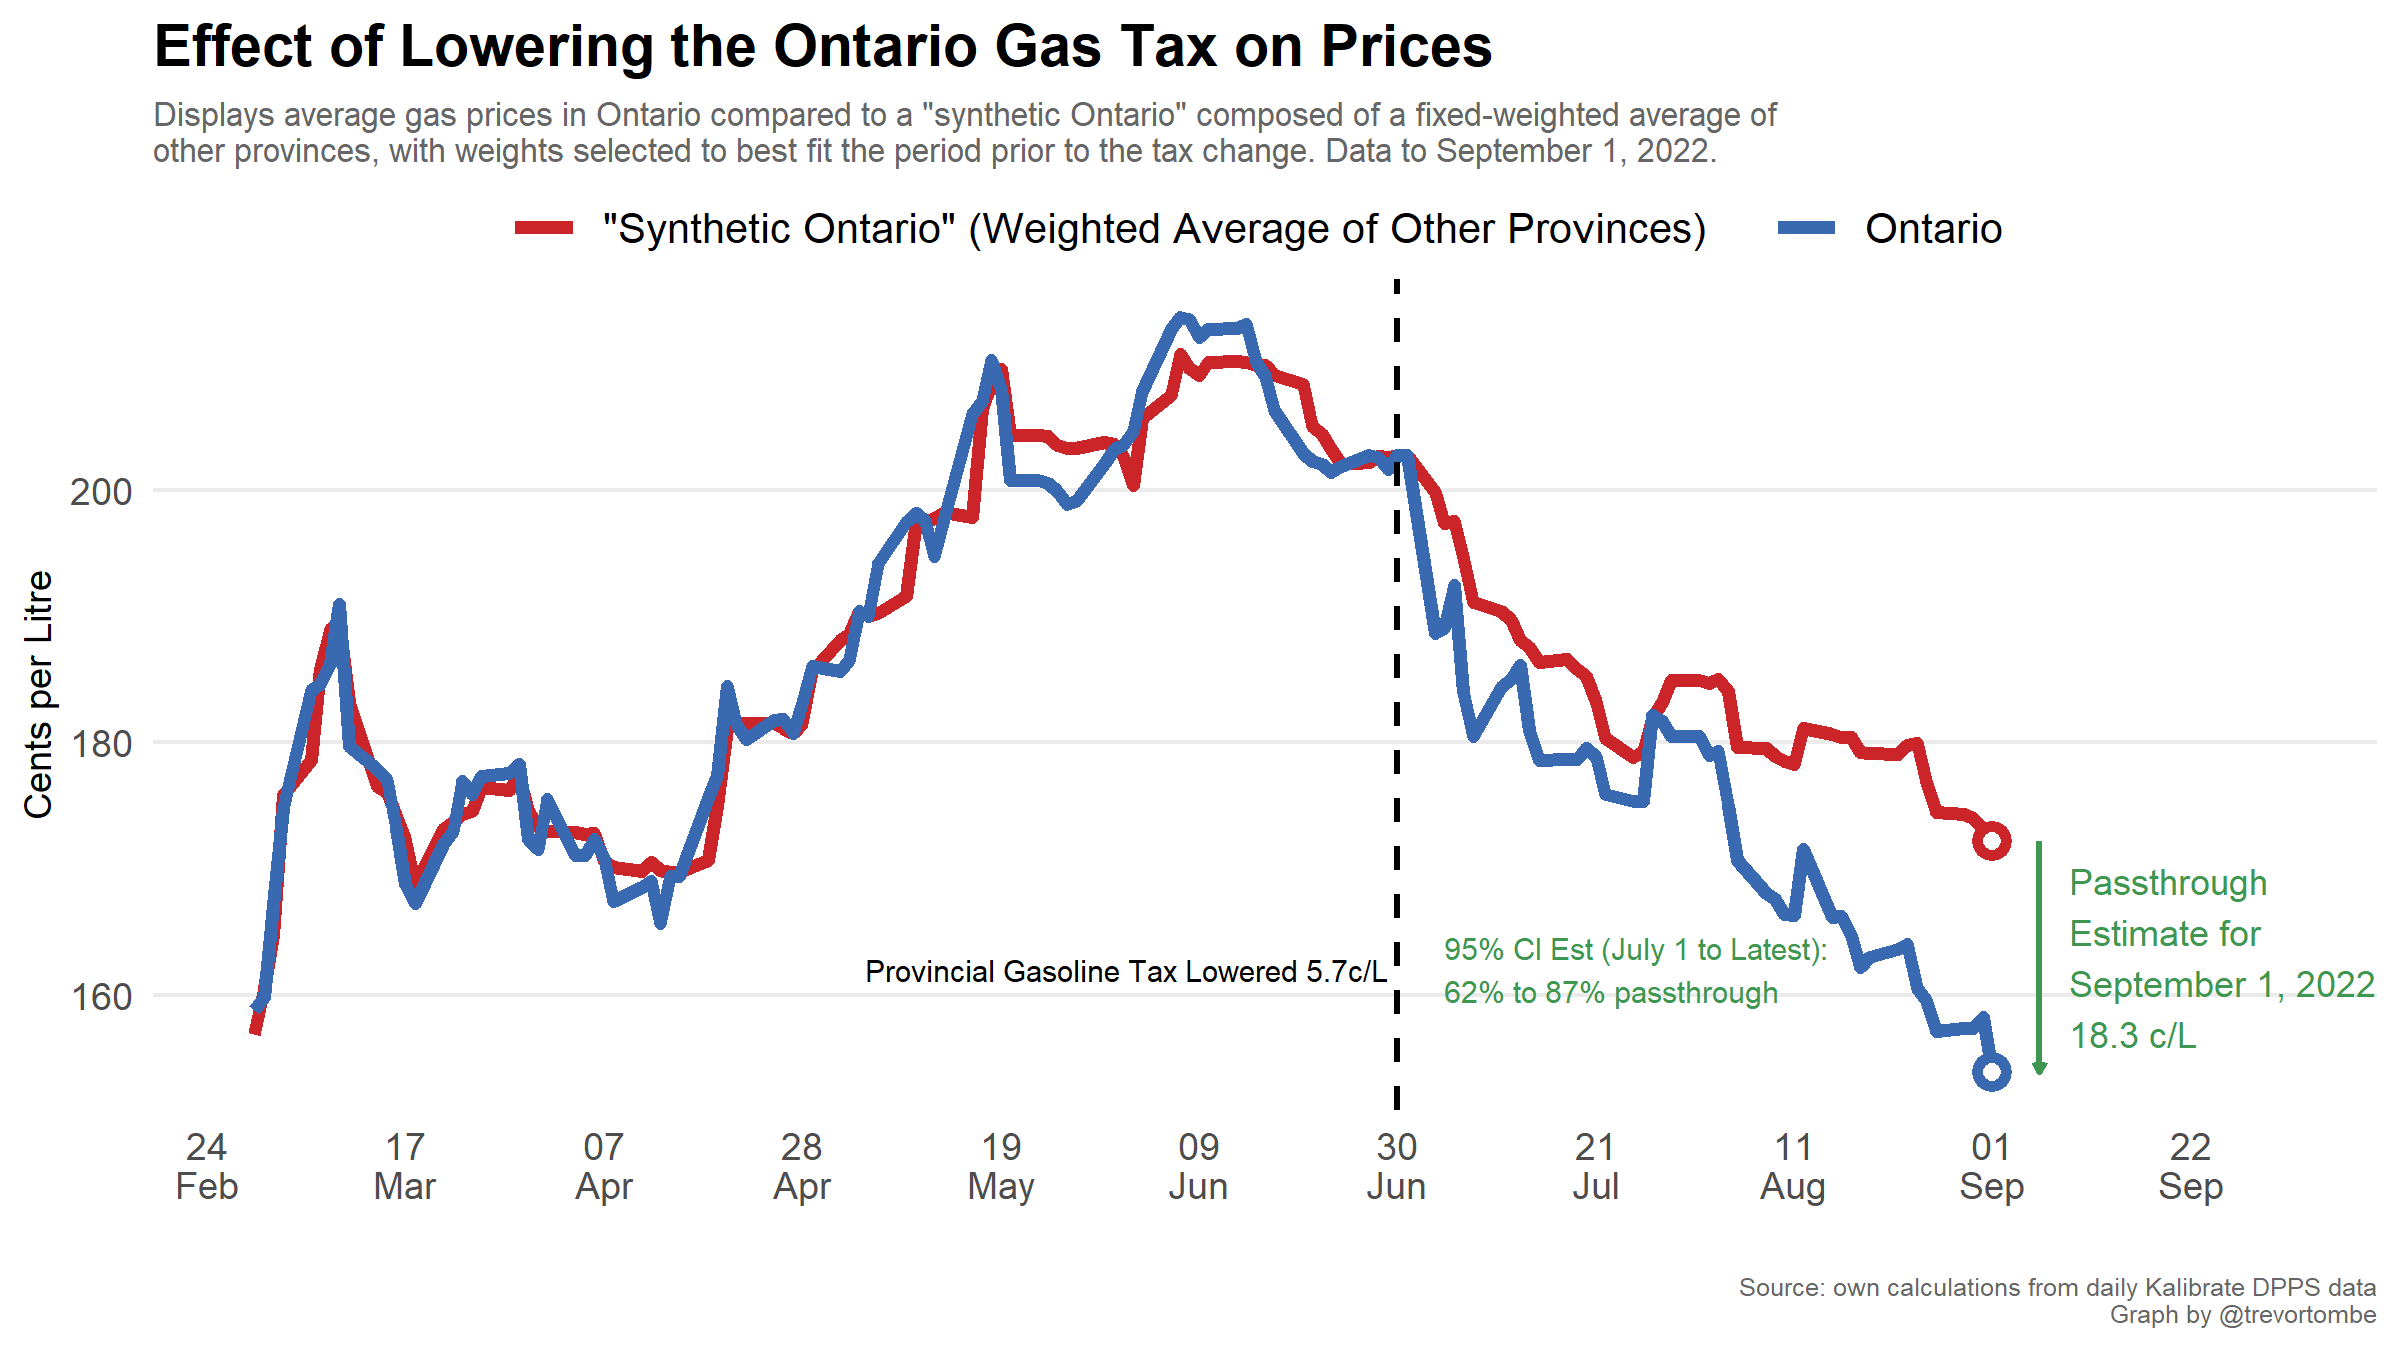 Effect of Lowering the Ontario Gas Tax on Prices
Displays average gas prices in Ontario compared to a "synthetic Ontario" composed of a fixed-weighted average of
other provinces, with weights selected to best fit the period prior to the tax change. Data to September 1, 2022.
"Synthetic Ontario" (Weighted Average of Other Provinces)
Ontario
Cents per Litre
200
180
160
Provincial Gasoline Tax Lowered 5.7c/L
95% CI Est (July 1 to Latest):
62% to 87% passthrough
Passthrough
Estimate for
September 1, 2022
18.3 c/L
24 Feb
17 Mar
07 Apr
28 Apr
19 May
09 Jun
30 Jun
21 Jul
11 Aug
01 Sep
22 Sep
Source: own calculations from daily Kalibrate DPPS data
Graph by @trevortombe